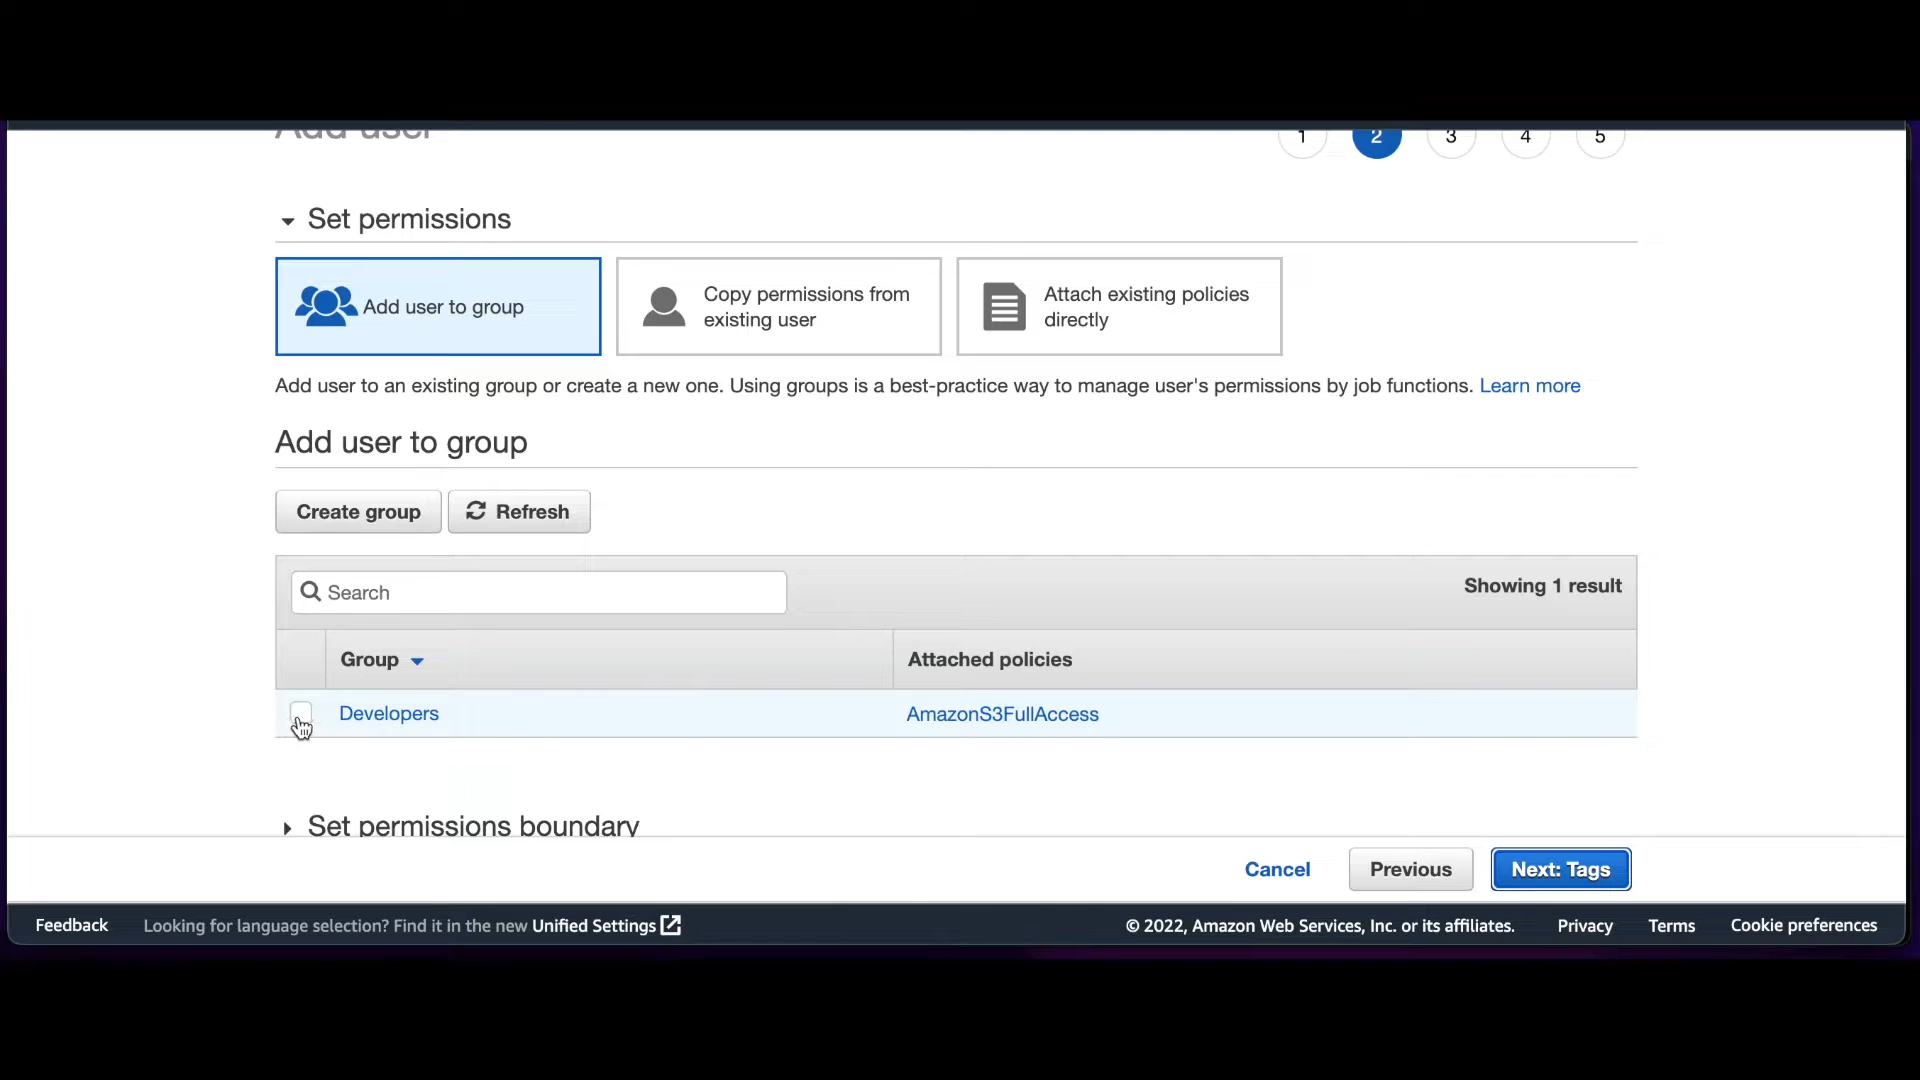 Add user
1 2 3 4 5
Set permissions
Add user to group
Copy permissions from
existing user
Attach existing policies
directly
Add user to an existing group or create a new one. Using groups is a best-practice way to manage user's permissions by job functions. Learn more
Add user to group
Create group Refresh
Search
Showing 1 result
Group Attached policies
Developers AmazonS3FullAccess
Set permissions boundary
Cancel Previous Next: Tags
Feedback Looking for language selection? Find it in the new Unified Settings © 2022, Amazon Web Services, Inc. or its affiliates. Privacy Terms Cookie preferences